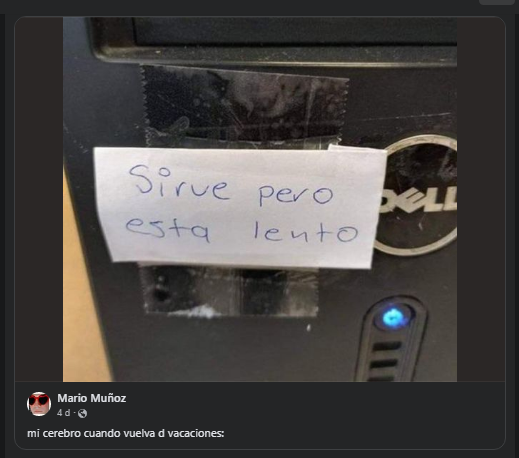 Sirve pero
esta lento
DELL
Mario Muñoz
4 d ·
mi cerebro cuando vuelva d vacaciones: